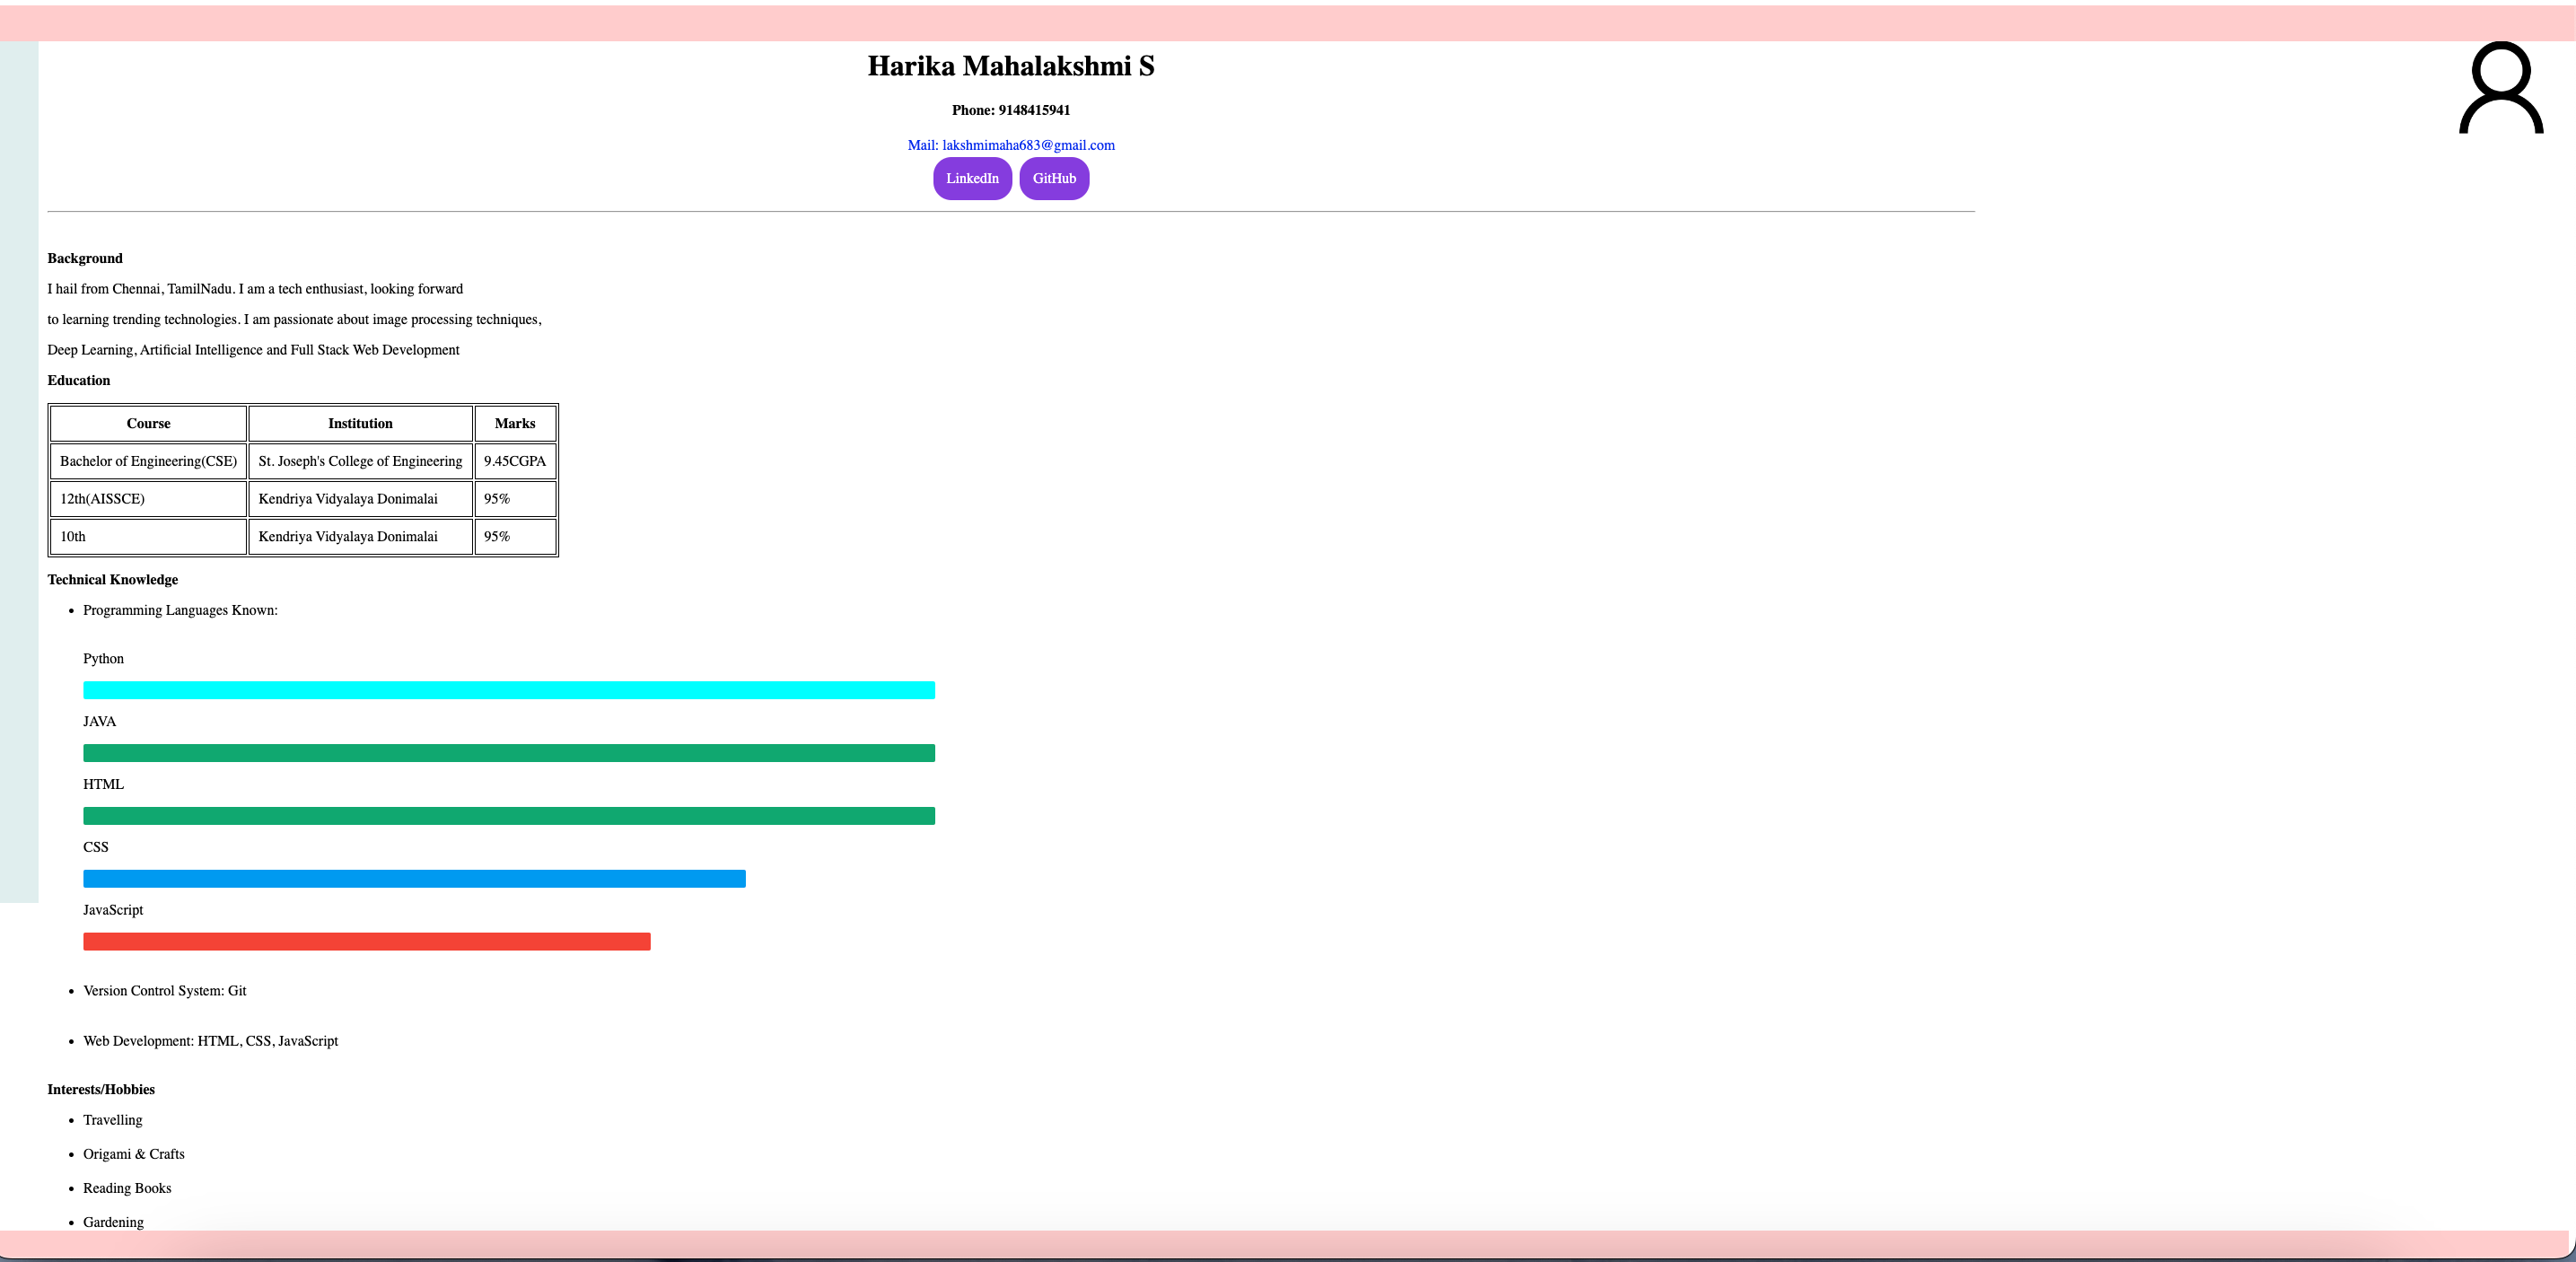 Harika Mahalakshmi S
Phone: 9148415941
Mail: lakshmimaha683@gmail.com
LinkedIn GitHub
Background
I hail from Chennai, TamilNadu. I am a tech enthusiast, looking forward
to learning trending technologies. I am passionate about image processing techniques,
Deep Learning, Artificial Intelligence and Full Stack Web Development
Education
Course Institution Marks
Bachelor of Engineering(CSE) St. Joseph's College of Engineering 9.45CGPA
12th(AISSCE) Kendriya Vidyalaya Donimalai 95%
10th Kendriya Vidyalaya Donimalai 95%
Technical Knowledge
• Programming Languages Known:
Python
JAVA
HTML
CSS
JavaScript
• Version Control System: Git
• Web Development: HTML, CSS, JavaScript
Interests/Hobbies
• Travelling
• Origami & Crafts
• Reading Books
• Gardening